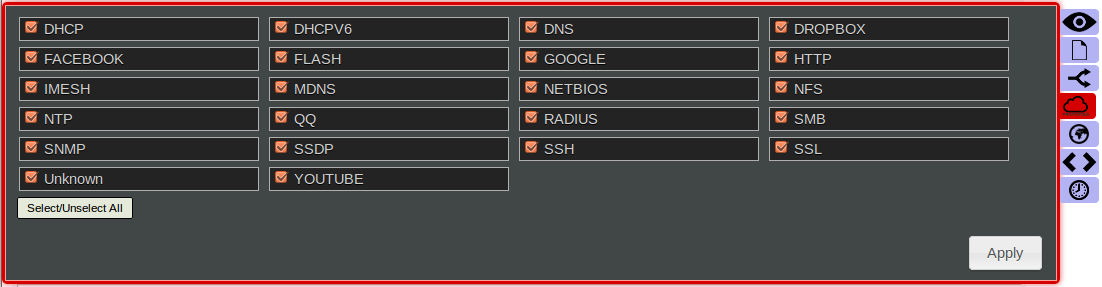 DHCP DHCPV6 DNS DROPBOX
FACEBOOK FLASH GOOGLE HTTP
IMESH MDNS NETBIOS NFS
NTP QQ RADIUS SMB
SNMP SSDP SSH SSL
Unknown YOUTUBE
Select/Unselect All
Apply